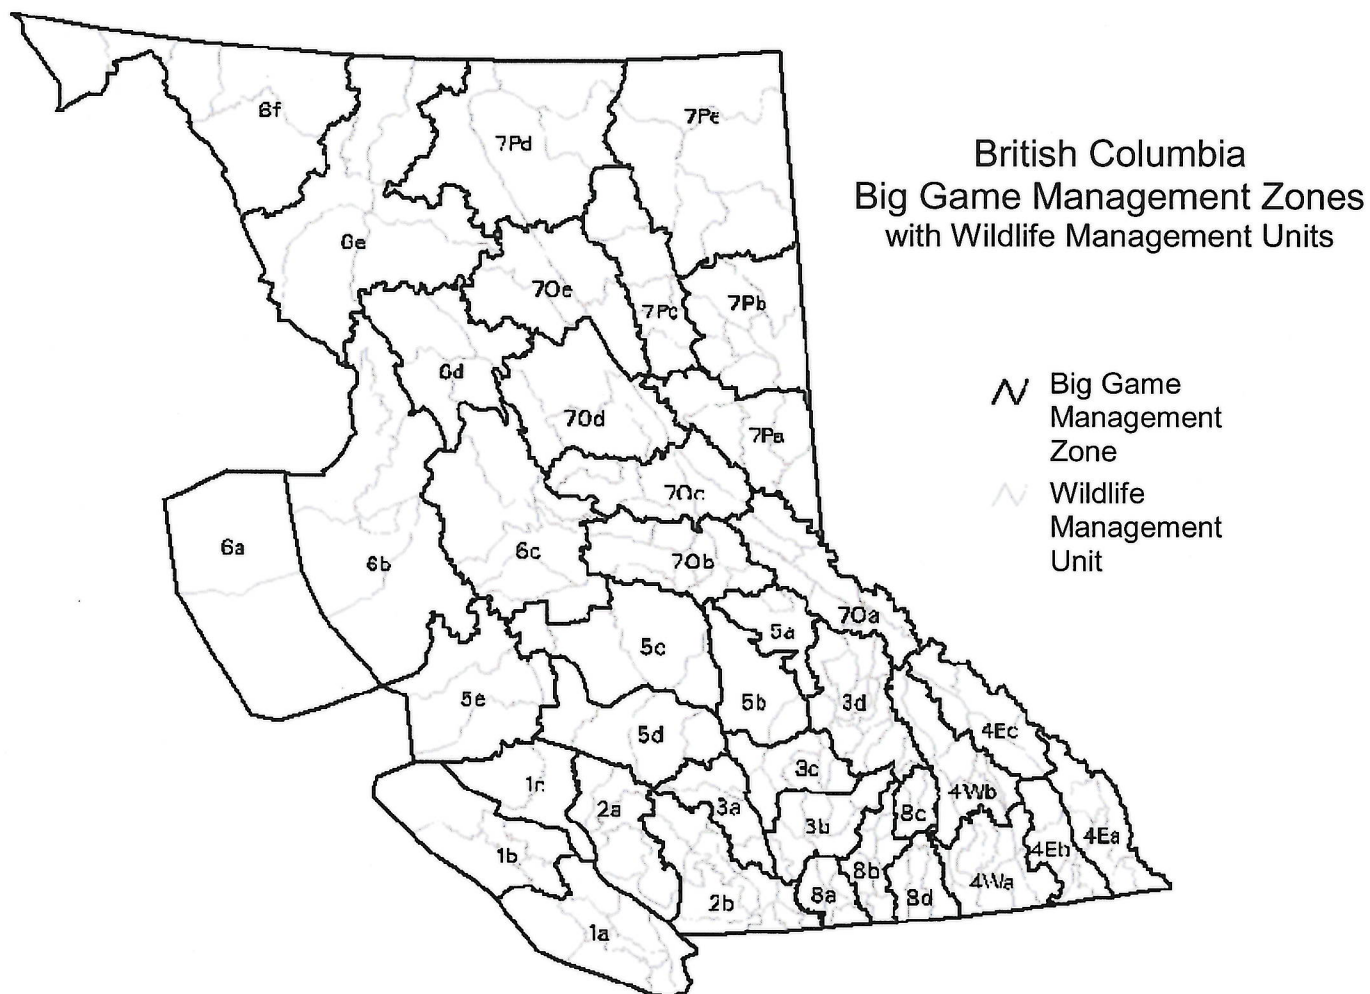 British Columbia
Big Game Management Zones
with Wildlife Management Units
Big Game
Management
Zone
Wildlife
Management
Unit
6f
7Pd
7Pe
6e
7Oe
7Pc
7Pb
6d
7Od
7Pa
7Oc
6a
6b
6c
7Ob
7Oa
5a
5c
5e
5b
3d
5d
4Ec
3c
1c
2a
3a
3b
8c
4Wb
4Ea
4Eb
1b
8b
4Wa
8a
8d
2b
1a